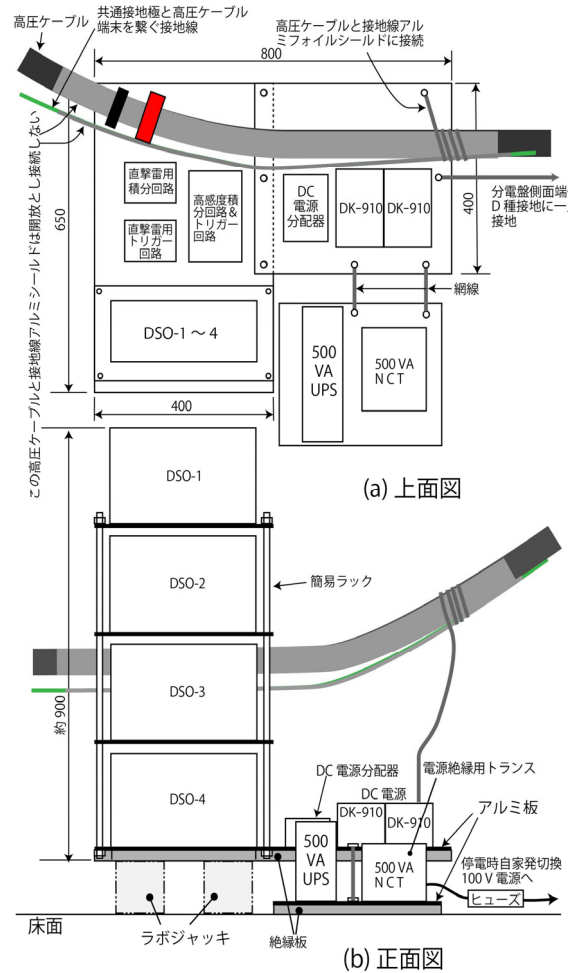 高圧ケーブル
共通接地極と高圧ケーブル
端末を繋ぐ接地線
高圧ケーブルと接地線アル
ミフォイルシールドに接続
800
この高圧ケーブルと接地線アルミシールドは開放とし接続しない
650
直撃雷用
積分回路
直撃雷用
トリガー
回路
高感度積
分回路＆
トリガー
回路
DC
電源
分配器
DK-910
DK-910
400
分電盤側面端
D 種接地に一
接地
網線
DSO-1 ～ 4
500
VA
UPS
500 VA
N C T
400
(a) 上面図
DSO-1
DSO-2
簡易ラック
DSO-3
約 900
DSO-4
DC 電源分配器
電源絶縁用トランス
DC 電源
DK-910
DK-910
アルミ板
500
VA
UPS
500 VA
N C T
停電時自家発切換
100 V 電源へ
ヒューズ
床面
ラボジャッキ
絶縁板
(b) 正面図